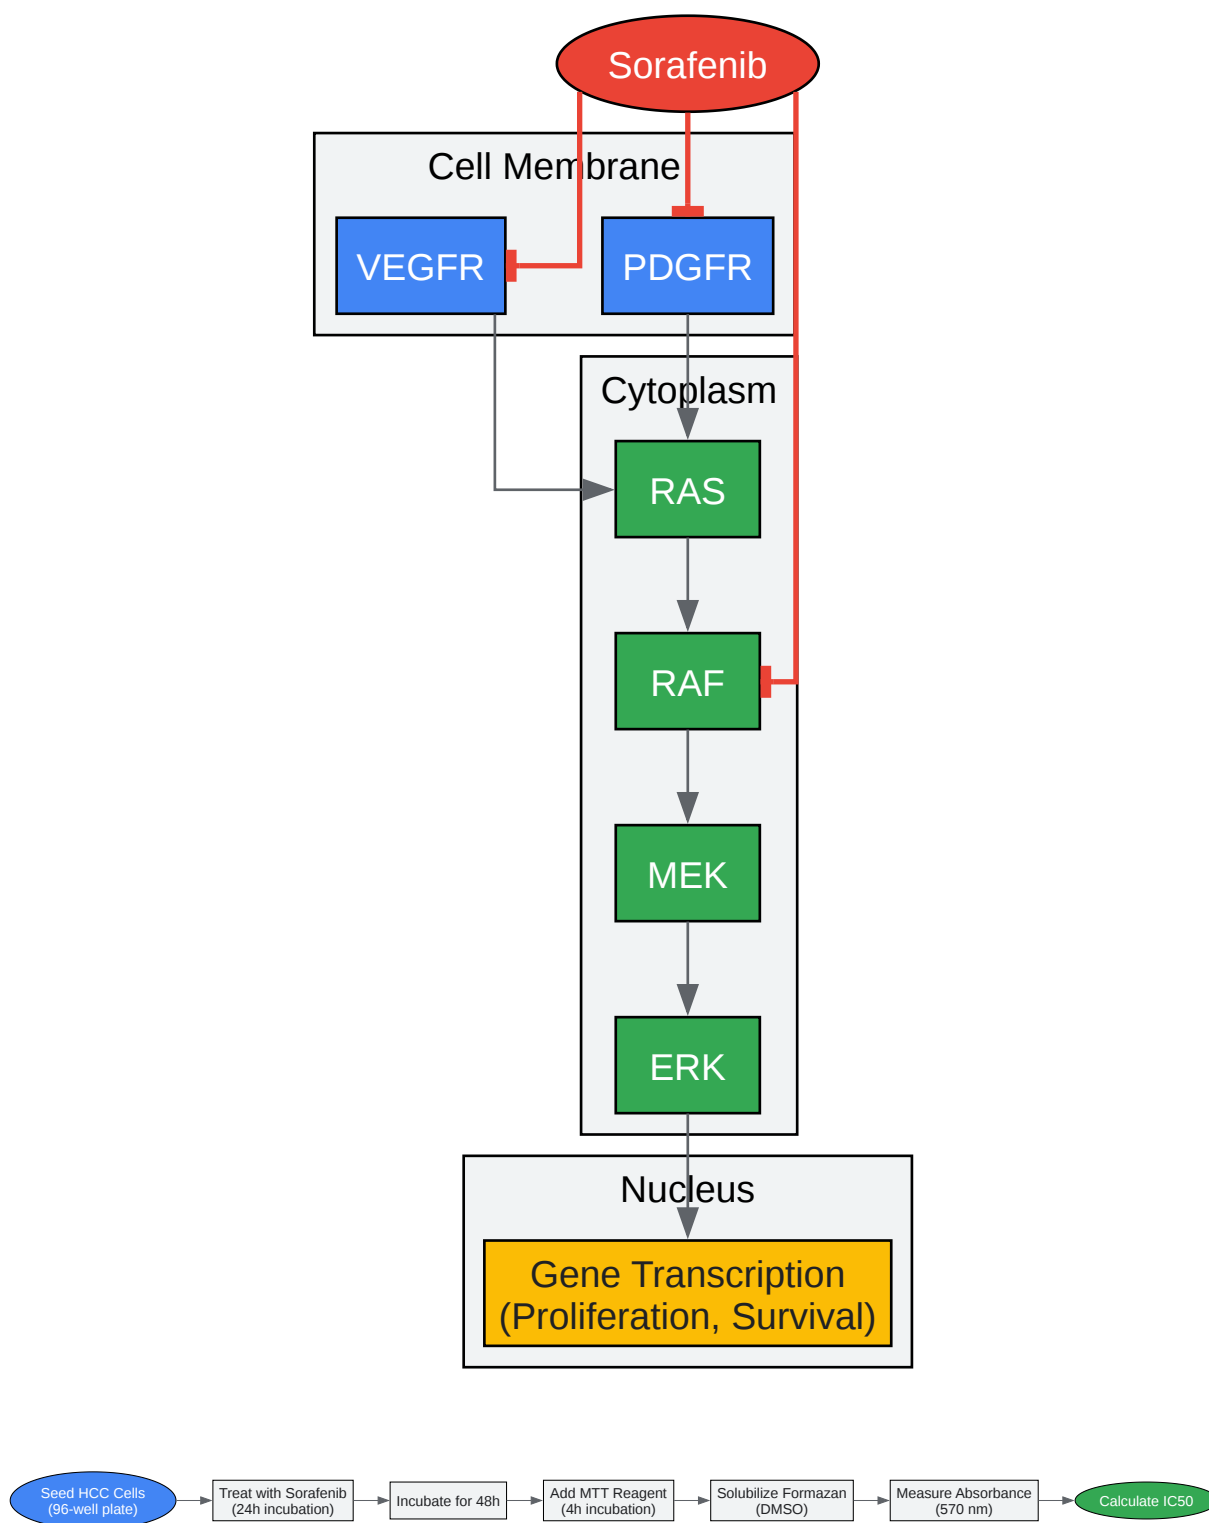 Sorafenib
Cell Membrane
VEGFR
PDGFR
Cytoplasm
RAS
RAF
MEK
ERK
Nucleus
Gene Transcription
(Proliferation, Survival)
Seed HCC Cells
(96-well plate)
Treat with Sorafenib
(24h incubation)
Incubate for 48h
Add MTT Reagent
(4h incubation)
Solubilize Formazan
(DMSO)
Measure Absorbance
(570 nm)
Calculate IC50